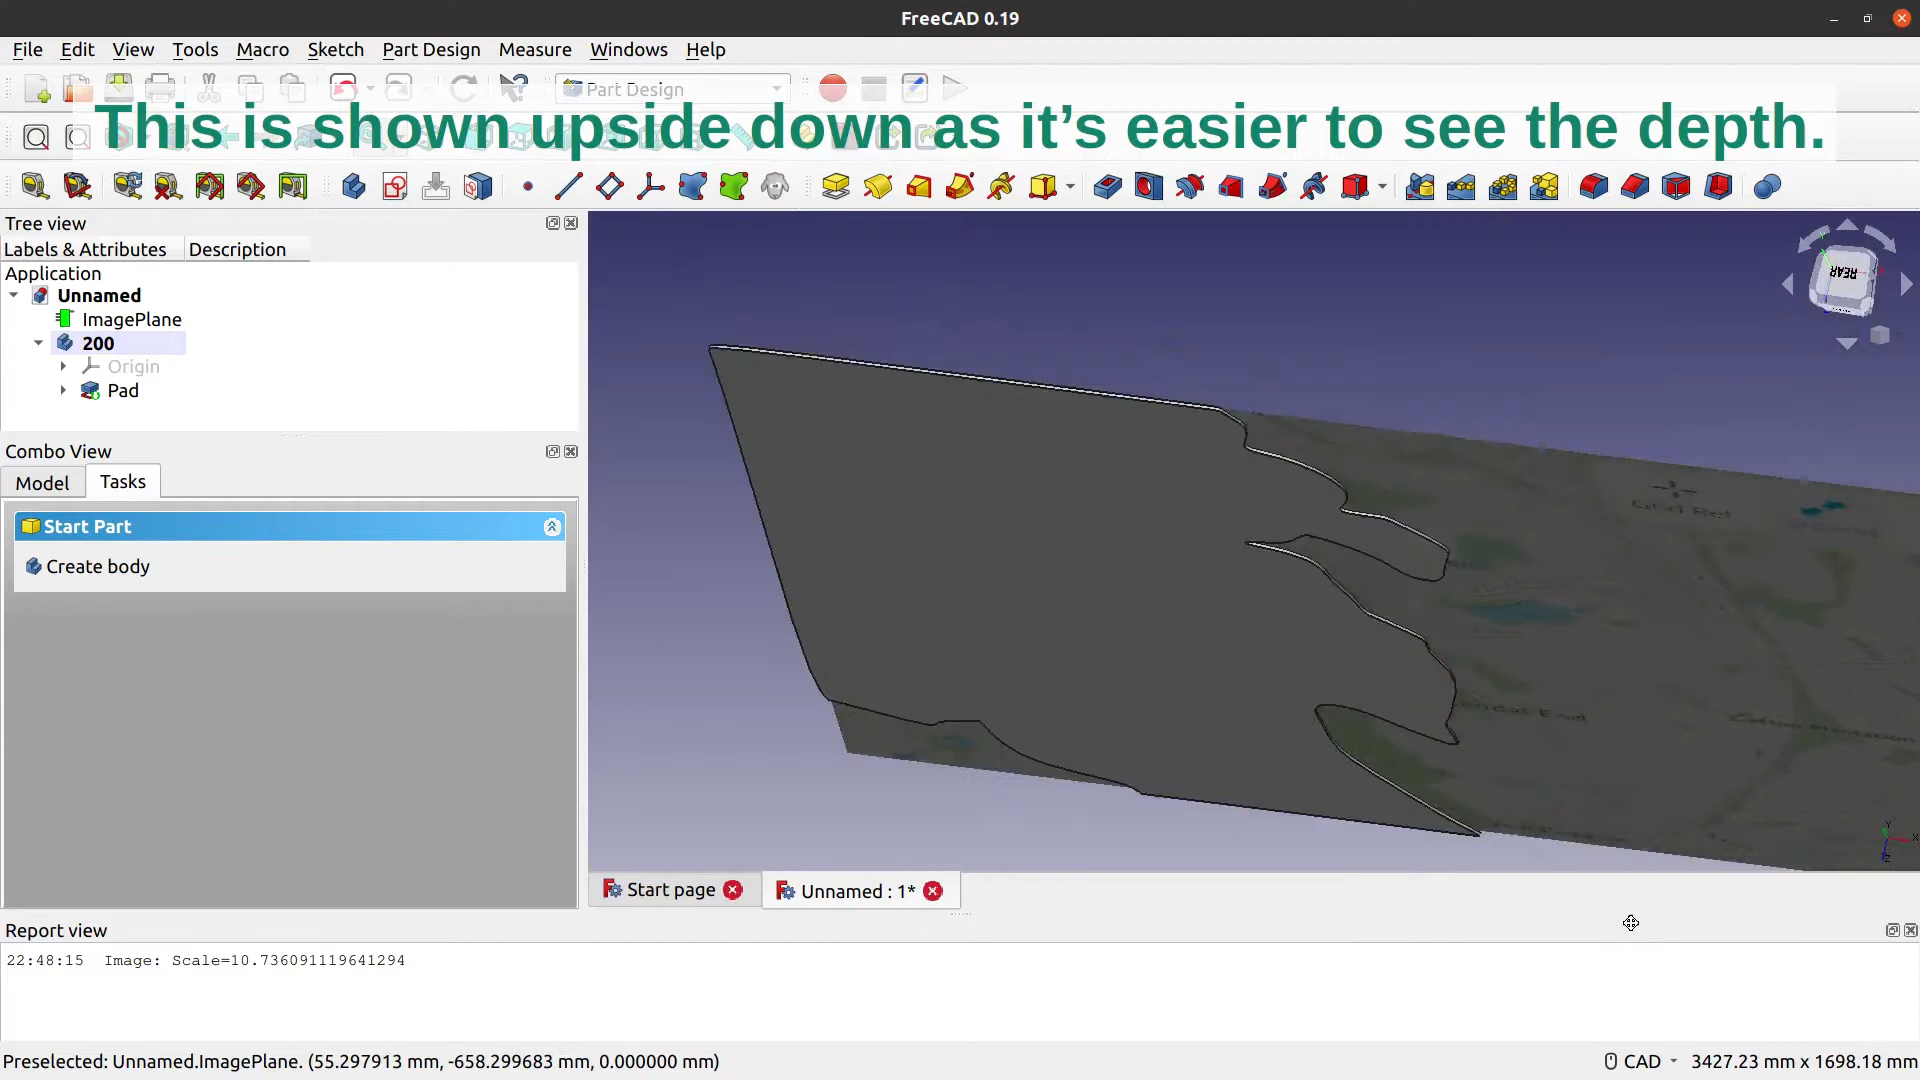 FreeCAD 0.19
File Edit View Tools Macro Sketch Part Design Measure Windows Help
Part Design
This is shown upside down as it’s easier to see the depth.
Tree view
Labels & Attributes Description
Application
Unnamed
ImagePlane
200
Origin
Pad
Combo View
Model Tasks
Start Part
Create body
REAR
Grid Ref
Start page
Unnamed : 1*
Report view
22:48:15 Image: Scale=10.736091119641294
Preselected: Unnamed.ImagePlane. (55.297913 mm, -658.299683 mm, 0.000000 mm)
CAD 3427.23 mm x 1698.18 mm